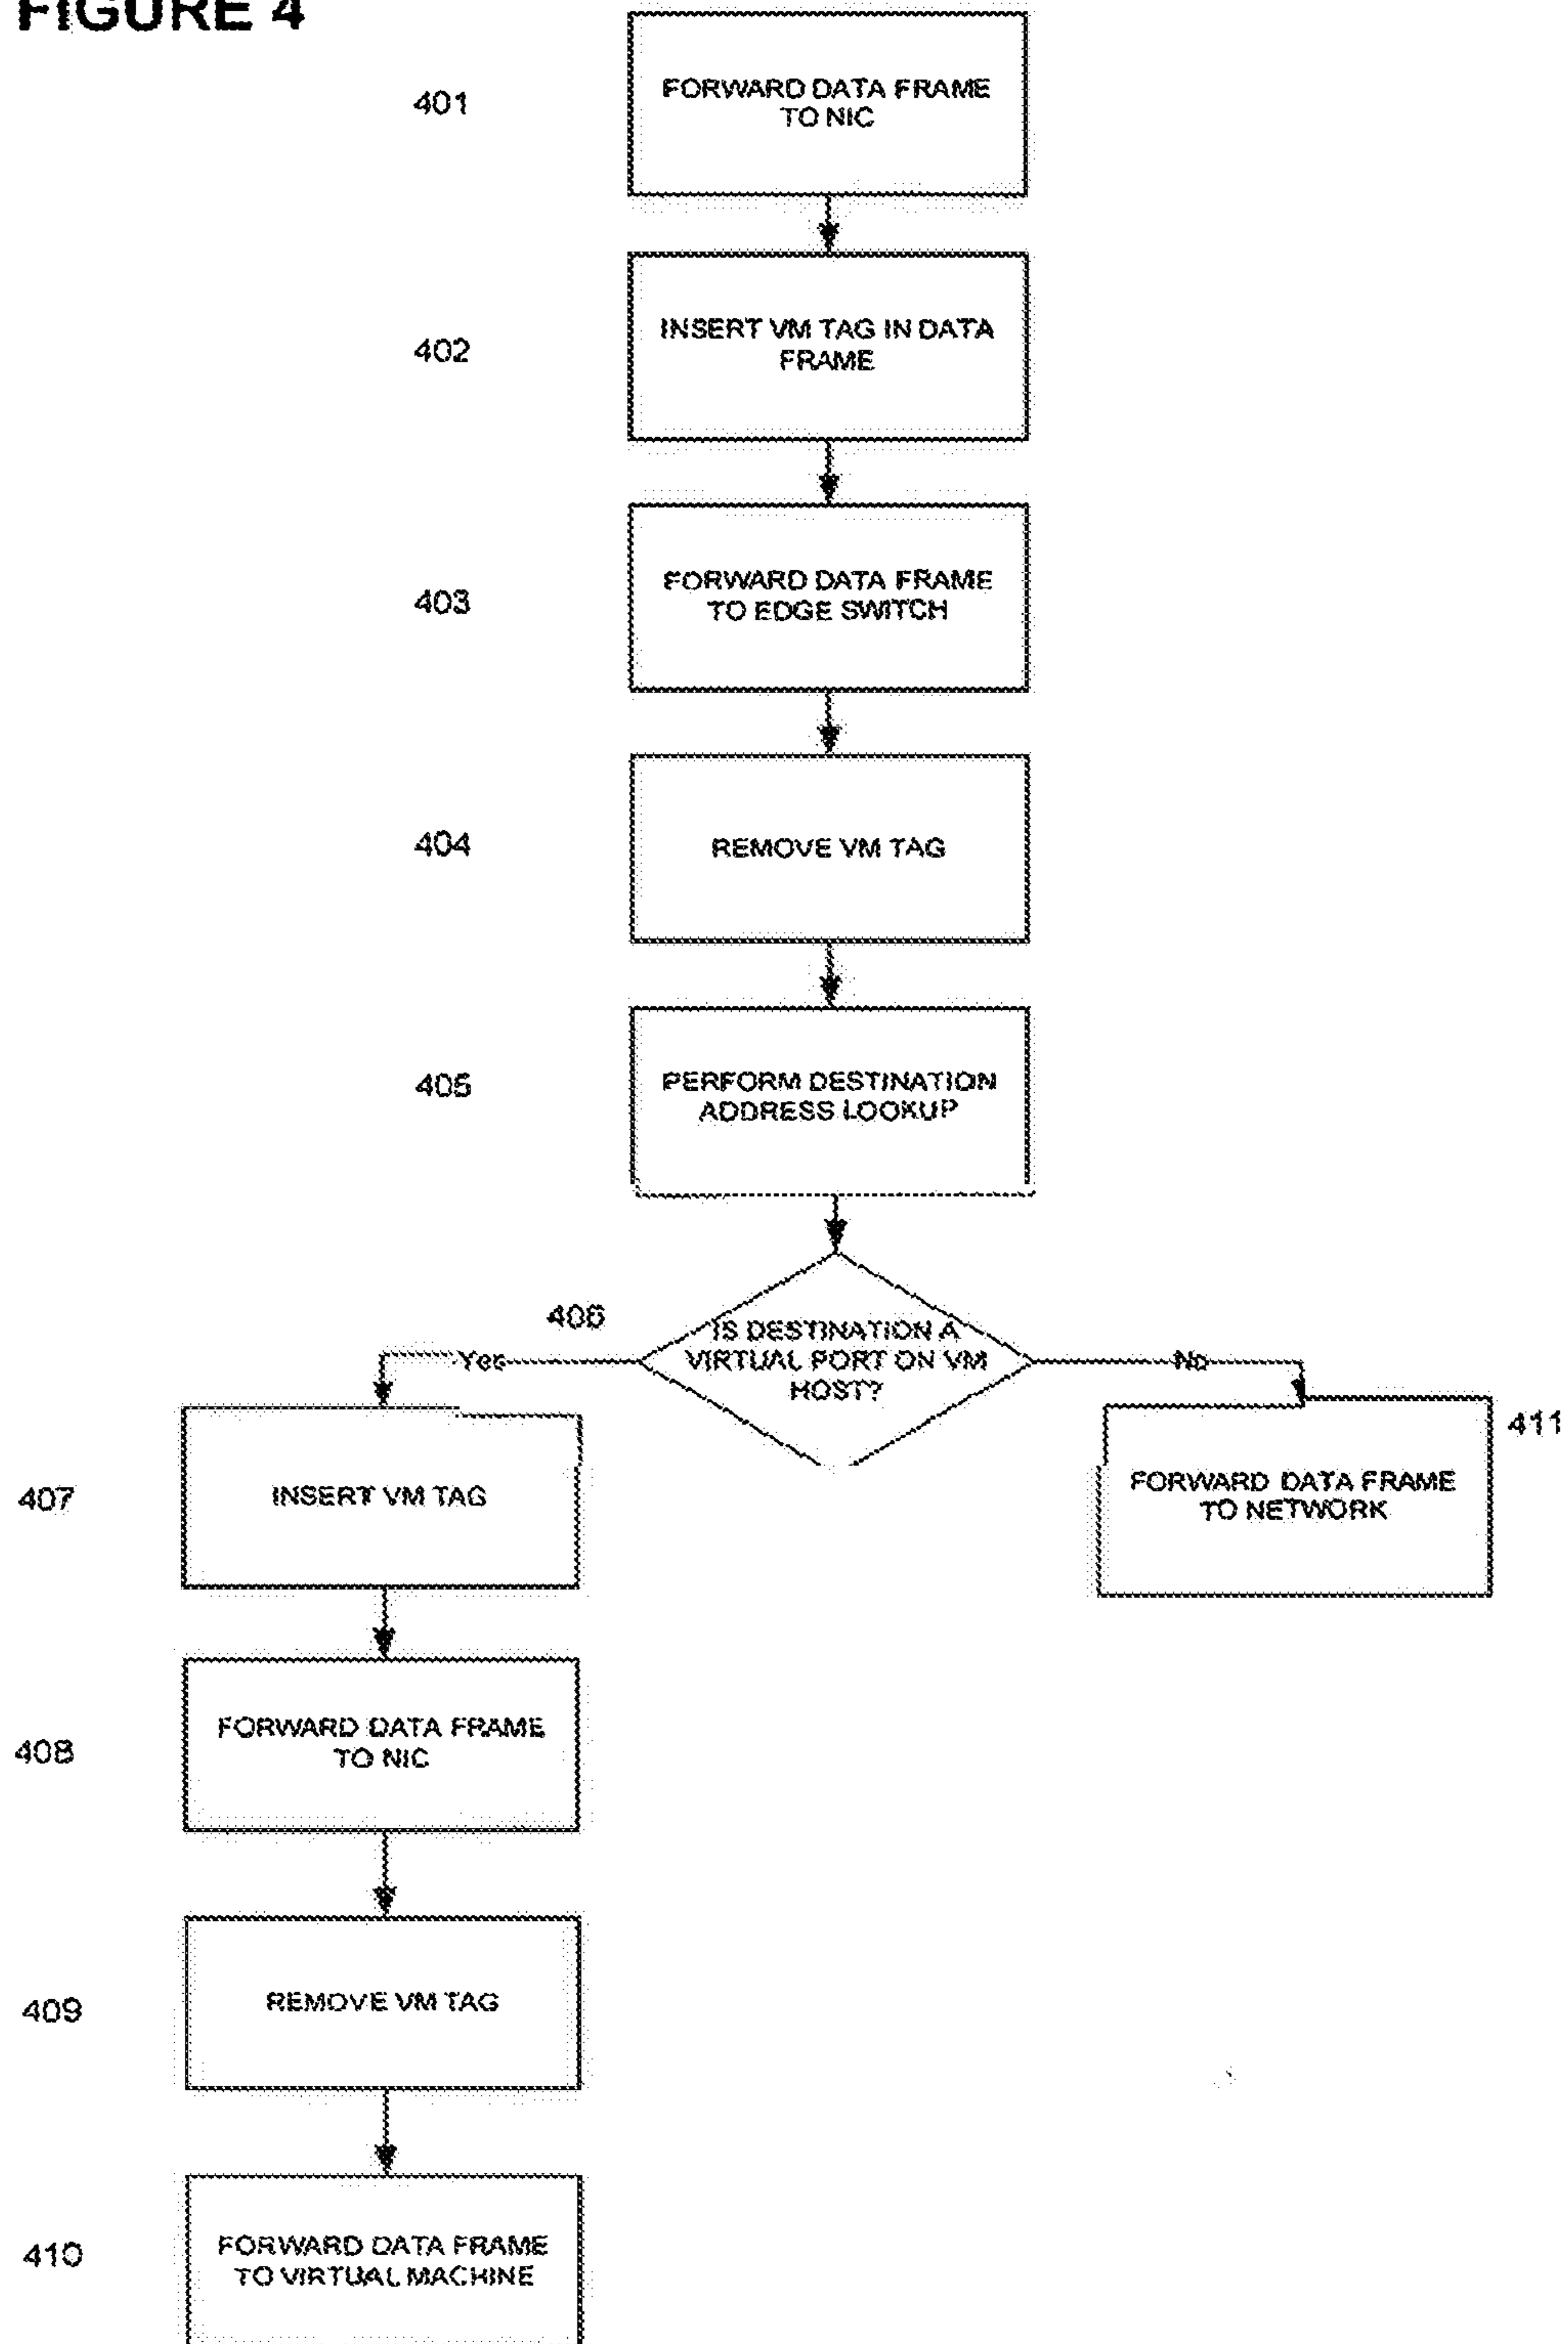 FIGURE 4
401
FORWARD DATA FRAME
TO NIC
402
INSERT VM TAG IN DATA
FRAME
403
FORWARD DATA FRAME
TO EDGE SWITCH
404
REMOVE VM TAG
405
PERFORM DESTINATION
ADDRESS LOOKUP
406
IS DESTINATION A
VIRTUAL PORT ON VM
HOST?
Yes
No
407
INSERT VM TAG
411
FORWARD DATA FRAME
TO NETWORK
408
FORWARD DATA FRAME
TO NIC
409
REMOVE VM TAG
410
FORWARD DATA FRAME
TO VIRTUAL MACHINE